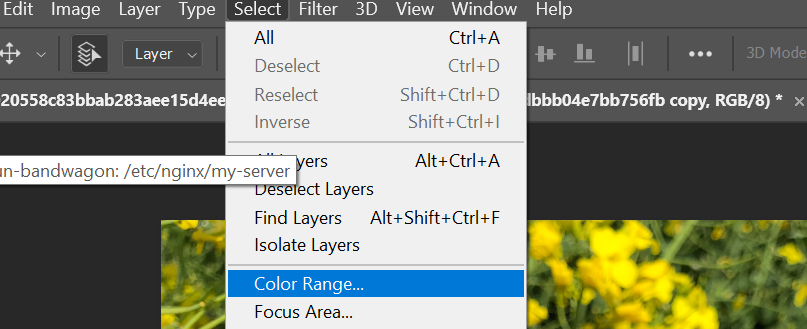 Edit Image Layer Type Select Filter 3D View Window Help
Layer ••• 3D Mode
All Ctrl+A
Deselect Ctrl+D
Reselect Shift+Ctrl+D
Inverse Shift+Ctrl+I
020558c83bbab283aee15d4ee dbbb04e7bb756fb copy, RGB/8) * ×
All Layers Alt+Ctrl+A
un-bandwagon: /etc/nginx/my-server
Deselect Layers
Find Layers Alt+Shift+Ctrl+F
Isolate Layers
Color Range...
Focus Area...